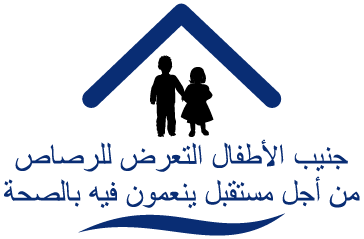 جنيب الأطفال التعرض للرصاص
من أجل مستقبل ينعمون فيه بالصحة